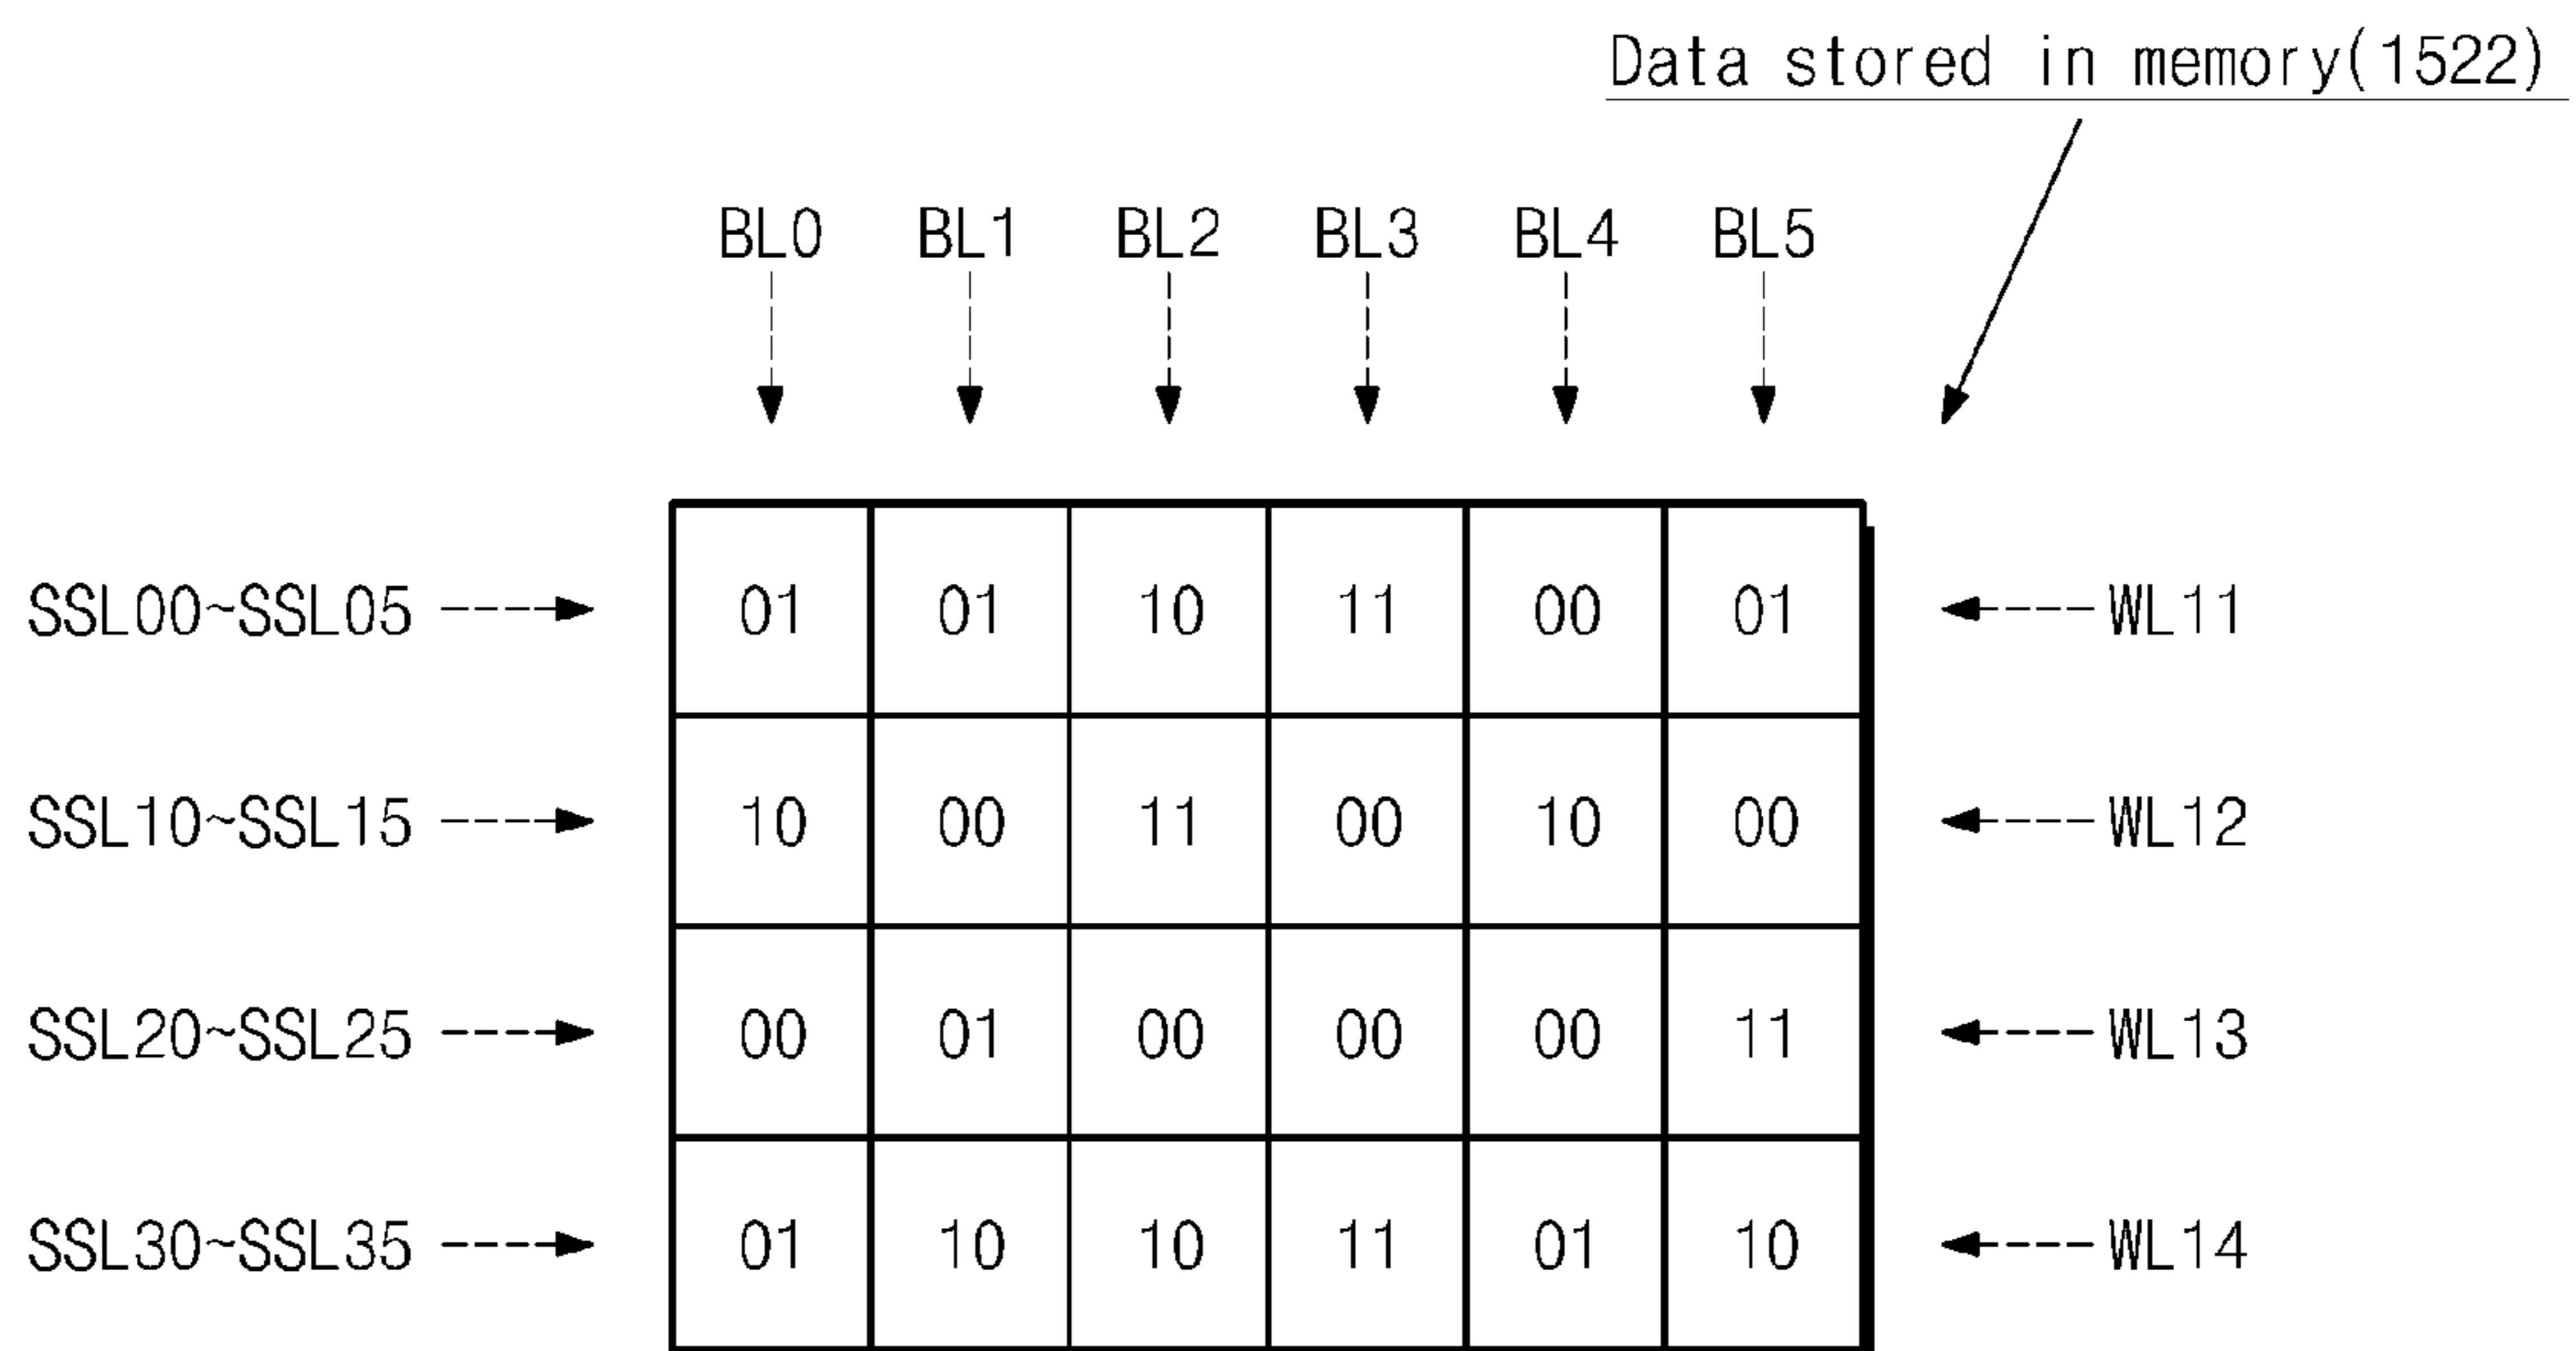 Data stored in memory(1522)
BL0 BL1 BL2 BL3 BL4 BL5
SSL00~SSL05 01 01 10 11 00 01 WL11
SSL10~SSL15 10 00 11 00 10 00 WL12
SSL20~SSL25 00 01 00 00 00 11 WL13
SSL30~SSL35 01 10 10 11 01 10 WL14